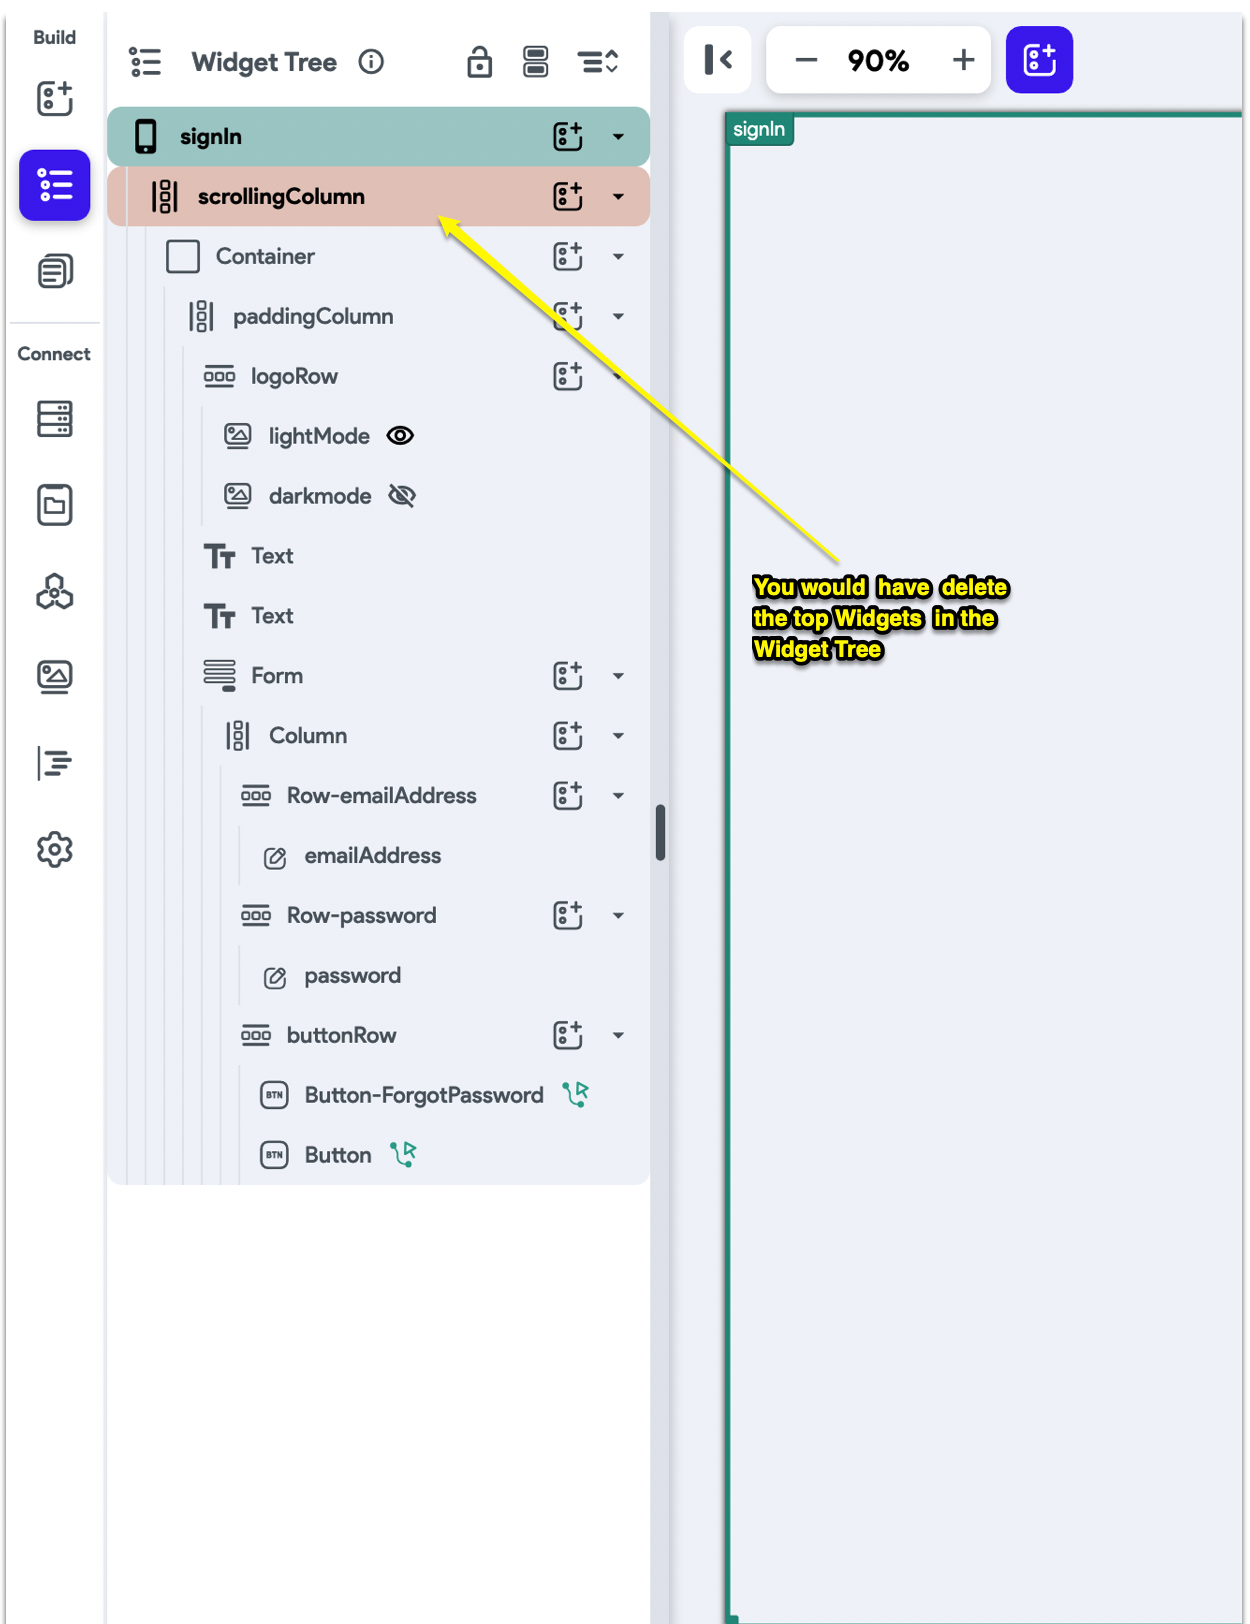 Build
Connect
Widget Tree
signIn
scrollingColumn
Container
paddingColumn
logoRow
lightMode
darkmode
Text
Text
Form
Column
Row-emailAddress
emailAddress
Row-password
password
buttonRow
BTN Button-ForgotPassword
BTN Button
90%
signIn
You would have delete
the top Widgets in the
Widget Tree